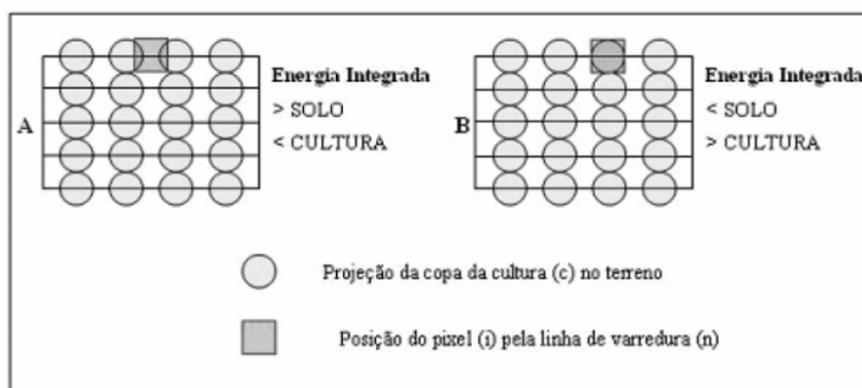 A
Energia Integrada
> SOLO
< CULTURA
B
Energia Integrada
< SOLO
> CULTURA
Projeção da copa da cultura (c) no terreno
Posição do pixel (i) pela linha de varredura (n)